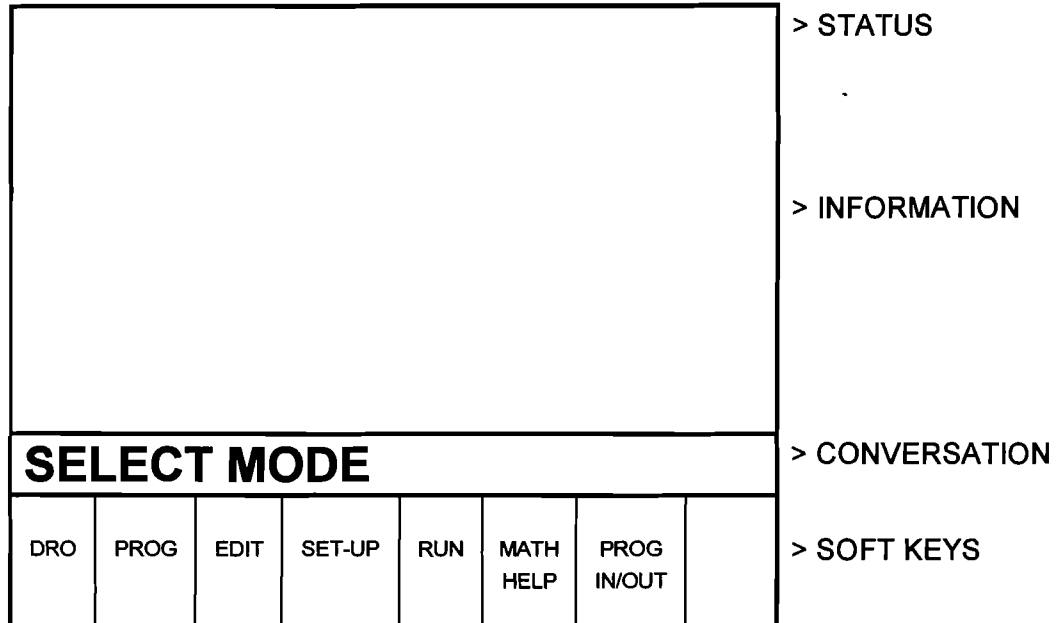 > STATUS
> INFORMATION
SELECT MODE
> CONVERSATION
DRO
PROG
EDIT
SET-UP
RUN
MATH
HELP
PROG
IN/OUT
> SOFT KEYS